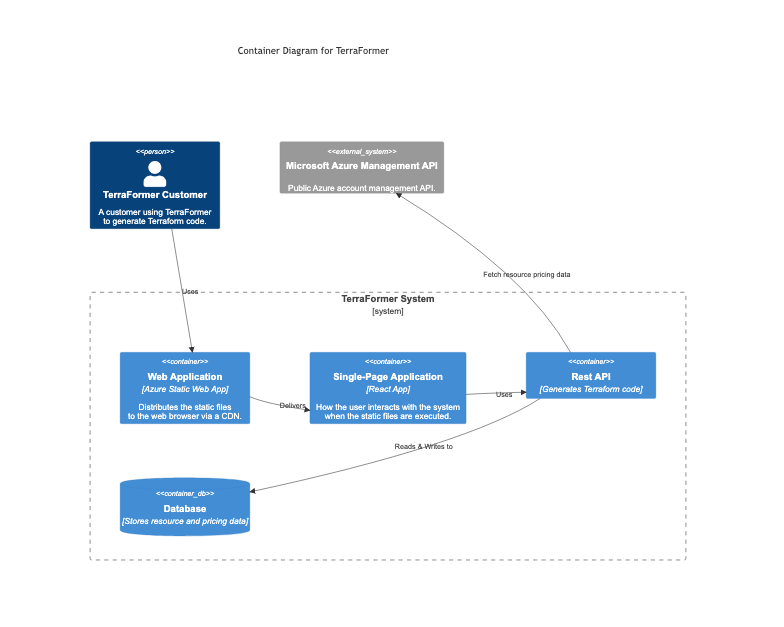 Container Diagram for TerraFormer
<<person>>
TerraFormer Customer
A customer using TerraFormer
to generate Terraform code.
<<external_system>>
Microsoft Azure Management API
Public Azure account management API.
Fetch resource pricing data
Uses
TerraFormer System
[system]
<<container>>
Web Application
[Azure Static Web App]
Distributes the static files
to the web browser via a CDN.
Delivers
<<container>>
Single-Page Application
[React App]
How the user interacts with the system
when the static files are executed.
Uses
<<container>>
Rest API
[Generates Terraform code]
Reads & Writes to
<<container_db>>
Database
[Stores resource and pricing data]